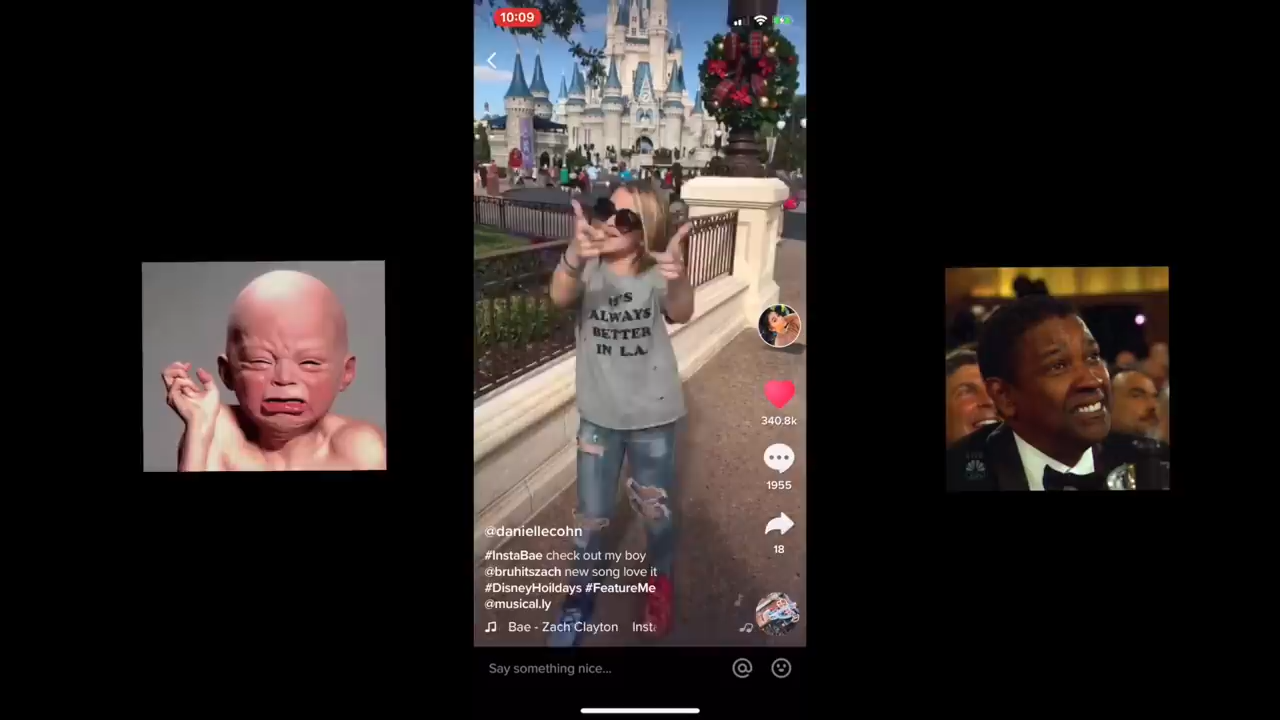 10:09
IT'S
ALWAYS
BETTER
IN L.A.
340.8k
1955
18
@daniellecohn
#InstaBae check out my boy
@bruhitszach new song love it
#DisneyHoildays #FeatureMe
@musical.ly
Bae - Zach Clayton Insta
Say something nice...